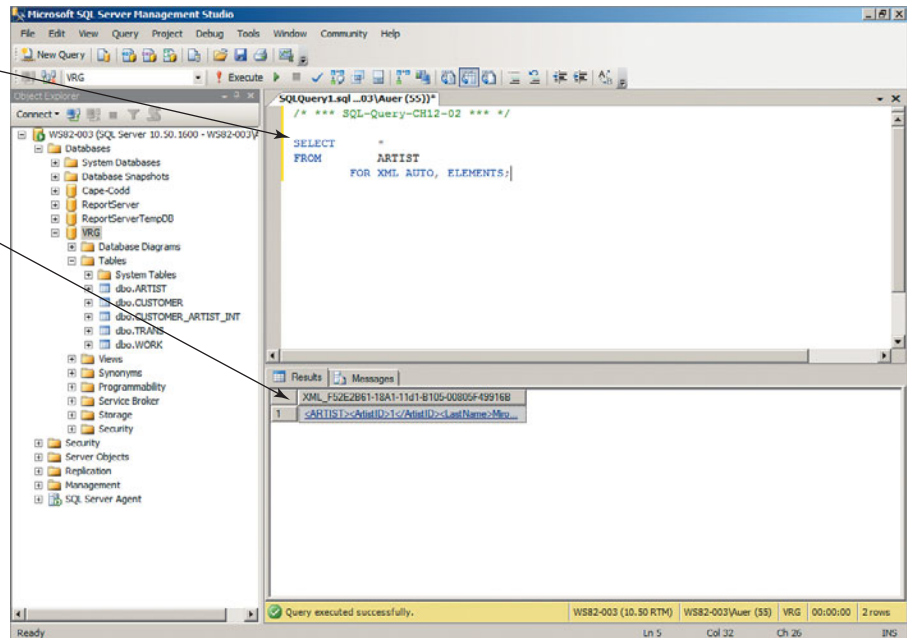 Microsoft SQL Server Management Studio
File Edit View Query Project Debug Tools Window Community Help
New Query
VRG Execute
Object Explorer
Connect
WS82-003 (SQL Server 10.50.1600 - WS82-003\A
Databases
System Databases
Database Snapshots
Cape-Codd
ReportServer
ReportServerTempDB
VRG
Database Diagrams
Tables
System Tables
dbo.ARTIST
dbo.CUSTOMER
dbo.CUSTOMER_ARTIST_INT
dbo.TRANS
dbo.WORK
Views
Synonyms
Programmability
Service Broker
Storage
Security
Security
Server Objects
Replication
Management
SQL Server Agent
SQLQuery1.sql ...03\Auer (55))*
/* *** SQL-Query-CH12-02 *** */
SELECT *
FROM ARTIST
FOR XML AUTO, ELEMENTS;
Results Messages
XML_F52E2B61-18A1-11d1-B105-00805F49916B
1 <ARTIST><ArtistID>1</ArtistID><LastName>Miro...
Query executed successfully. WS82-003 (10.50 RTM) WS82-003\Auer (55) VRG 00:00:00 2 rows
Ready Ln 5 Col 32 Ch 26 INS